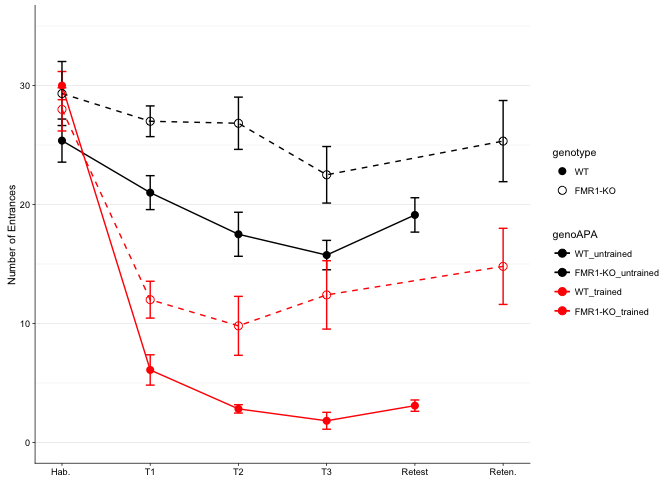 Number of Entrances
30
20
10
0
Hab.
T1
T2
T3
Retest
Reten.
genotype
WT
FMR1-KO
genoAPA
WT_untrained
FMR1-KO_untrained
WT_trained
FMR1-KO_trained